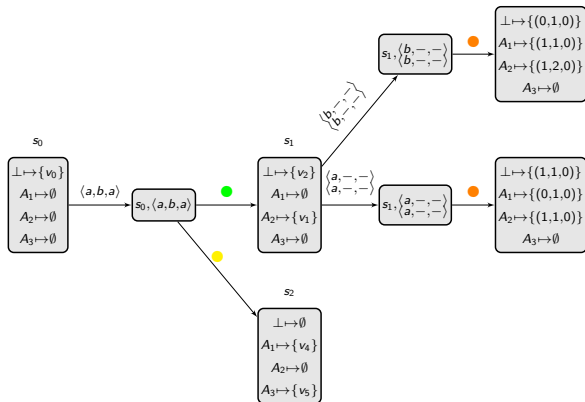 s₁,⟨b,−,−⟩
⟨b,−,−⟩
⊥↦{(0,1,0)}
A₁↦{(1,1,0)}
A₂↦{(1,2,0)}
A₃↦∅
⟨b,−,−⟩
⟨b,−,−⟩
s₀
⊥↦{v₀}
A₁↦∅
A₂↦∅
A₃↦∅
⟨a,b,a⟩
s₀,⟨a,b,a⟩
s₁
⊥↦{v₂}
A₁↦∅
A₂↦{v₁}
A₃↦∅
⟨a,−,−⟩
⟨a,−,−⟩
s₁,⟨a,−,−⟩
⟨a,−,−⟩
⊥↦{(1,1,0)}
A₁↦{(0,1,0)}
A₂↦{(1,1,0)}
A₃↦∅
s₂
⊥↦∅
A₁↦{v₄}
A₂↦∅
A₃↦{v₅}